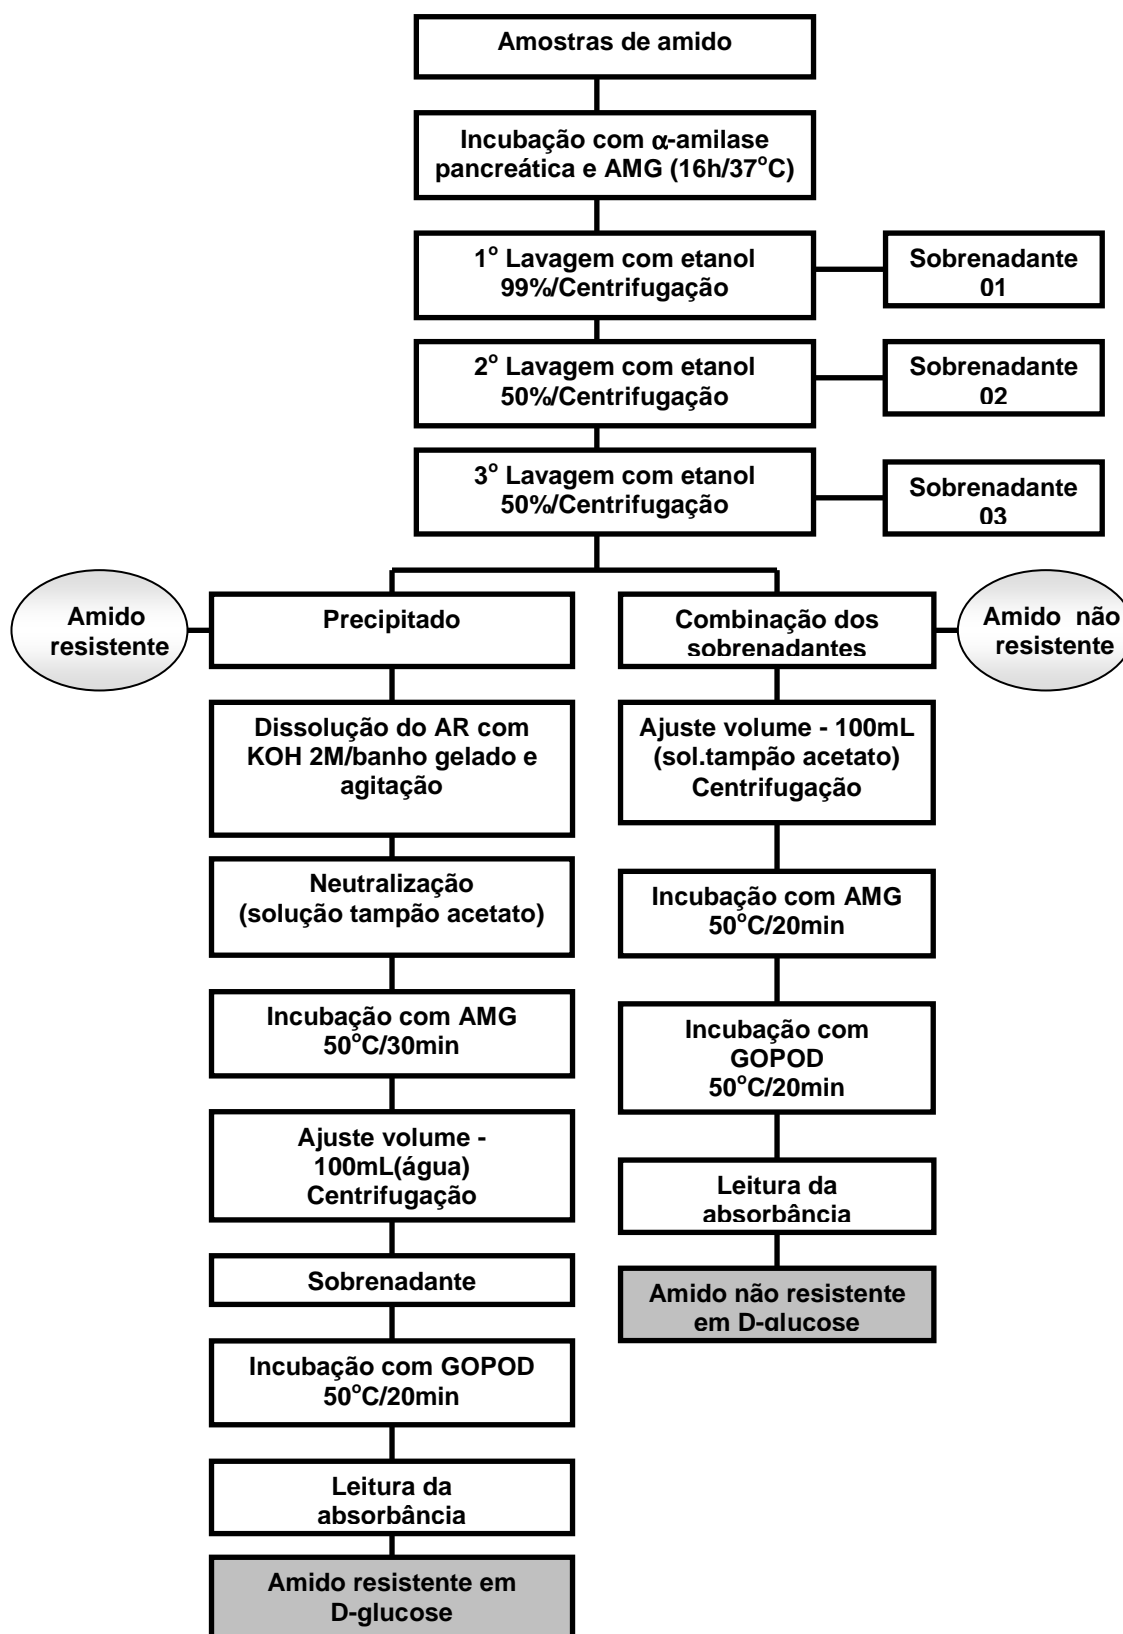 Amostras de amido
Incubação com α-amilase
pancreática e AMG (16h/37°C)
1° Lavagem com etanol
99%/Centrifugação
Sobrenadante
01
2° Lavagem com etanol
50%/Centrifugação
Sobrenadante
02
3° Lavagem com etanol
50%/Centrifugação
Sobrenadante
03
Amido
resistente
Precipitado
Combinação dos
sobrenadantes
Amido não
resistente
Dissolução do AR com
KOH 2M/banho gelado e
agitação
Neutralização
(solução tampão acetato)
Incubação com AMG
50°C/30min
Ajuste volume -
100mL(água)
Centrifugação
Sobrenadante
Incubação com GOPOD
50°C/20min
Leitura da
absorbância
Amido resistente em
D-glucose
Ajuste volume - 100mL
(sol.tampão acetato)
Centrifugação
Incubação com AMG
50°C/20min
Incubação com
GOPOD
50°C/20min
Leitura da
absorbância
Amido não resistente
em D-glucose